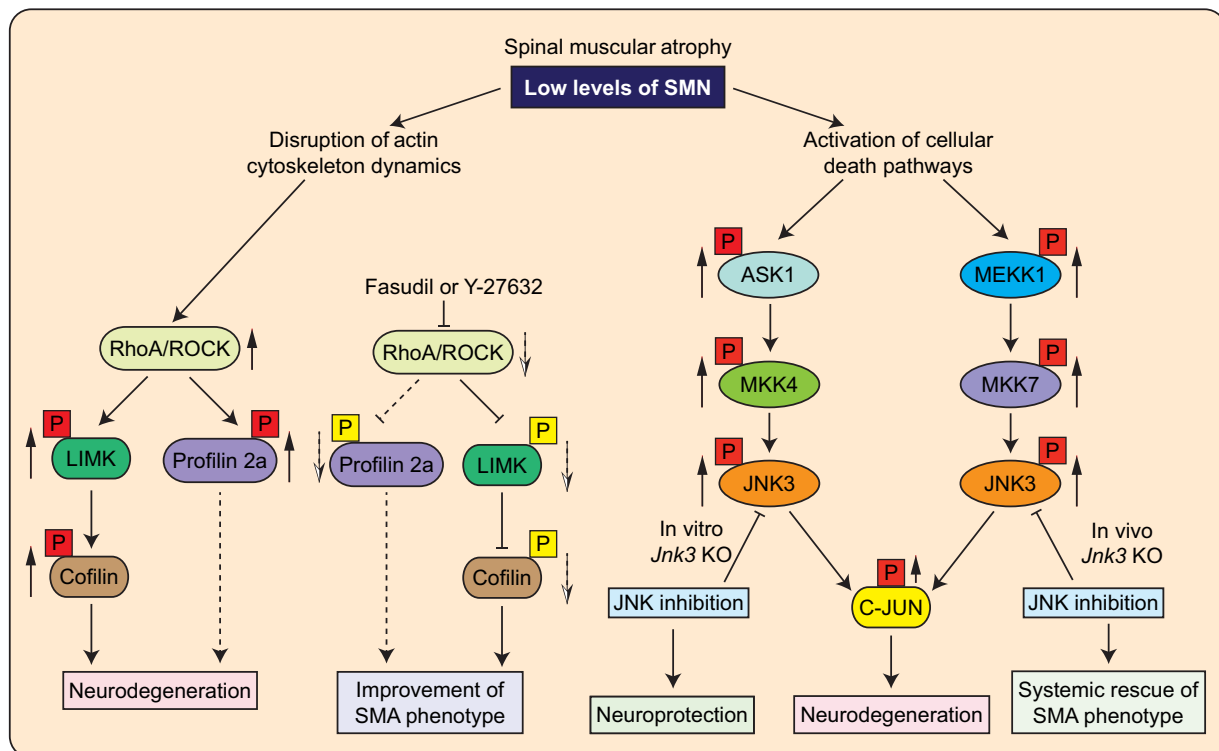 Spinal muscular atrophy
Low levels of SMN
Disruption of actin
cytoskeleton dynamics
Activation of cellular
death pathways
P
ASK1
P
MEKK1
Fasudil or Y-27632
RhoA/ROCK
RhoA/ROCK
P
MKK4
P
MKK7
P
LIMK
P
Profilin 2a
P
Profilin 2a
P
LIMK
P
JNK3
P
JNK3
In vitro
Jnk3 KO
In vivo
Jnk3 KO
P
Cofilin
P
Cofilin
JNK inhibition
P
C-JUN
JNK inhibition
Neurodegeneration
Improvement of
SMA phenotype
Neuroprotection
Neurodegeneration
Systemic rescue of
SMA phenotype